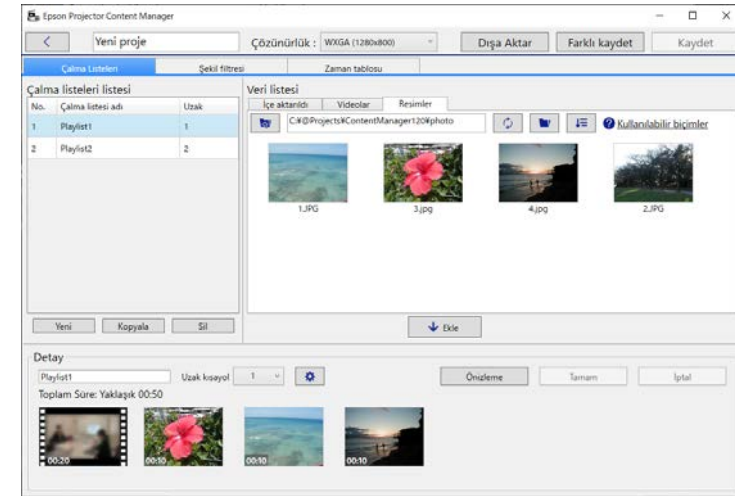 Epson Projector Content Manager
Yeni proje Çözünürlük : WXGA (1280x800) Dışa Aktar Farklı kaydet Kaydet
Çalma Listeleri Şekil filtresi Zaman tablosu
Çalma listeleri listesi
No. Çalma listesi adı Uzak
1 Playlist1 1
2 Playlist2 2
Yeni Kopyala Sil
Veri listesi
İçe aktarıldı Videolar Resimler
C:¥@Projects¥ContentManager120¥photo Kullanılabilir biçimler
1.JPG 3.jpg 4.jpg 2.JPG
Ekle
Detay
Playlist1 Uzak kısayol 1 Önizleme Tamam İptal
Toplam Süre: Yaklaşık 00:50
00:20 00:10 00:10 00:10